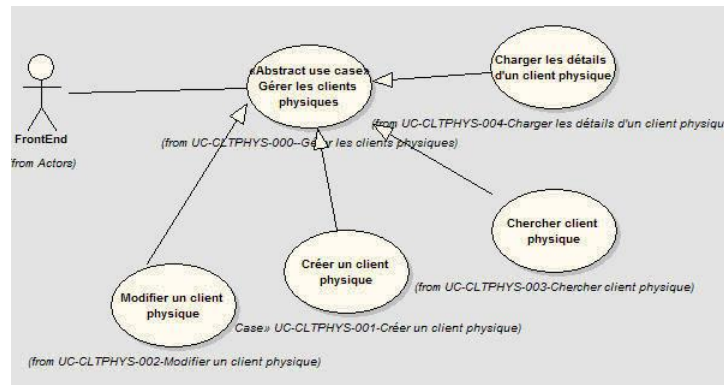 «Abstract use case»
Gérer les clients
physiques
Charger les détails
d'un client physique
FrontEnd
(from Actors)
(from UC-CLTPHYS-004-Charger les détails d'un client physiqu
(from UC-CLTPHYS-000--Gérer les clients physiques)
Chercher client
physique
(from UC-CLTPHYS-003-Chercher client physique)
Créer un client
physique
Modifier un client
physique
Case» UC-CLTPHYS-001-Créer un client physique)
(from UC-CLTPHYS-002-Modifier un client physique)